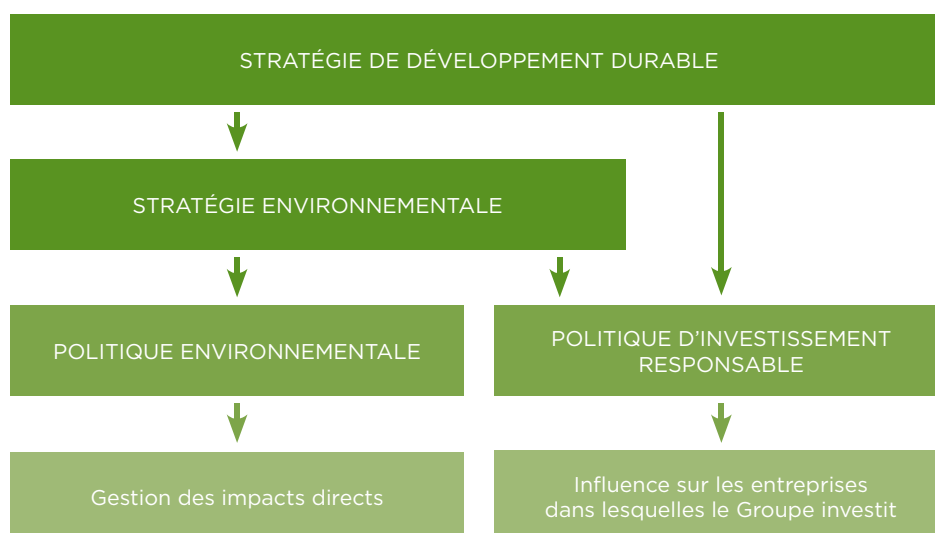 STRATÉGIE DE DÉVELOPPEMENT DURABLE
STRATÉGIE ENVIRONNEMENTALE
POLITIQUE ENVIRONNEMENTALE
POLITIQUE D'INVESTISSEMENT
RESPONSABLE
Gestion des impacts directs
Influence sur les entreprises
dans lesquelles le Groupe investit